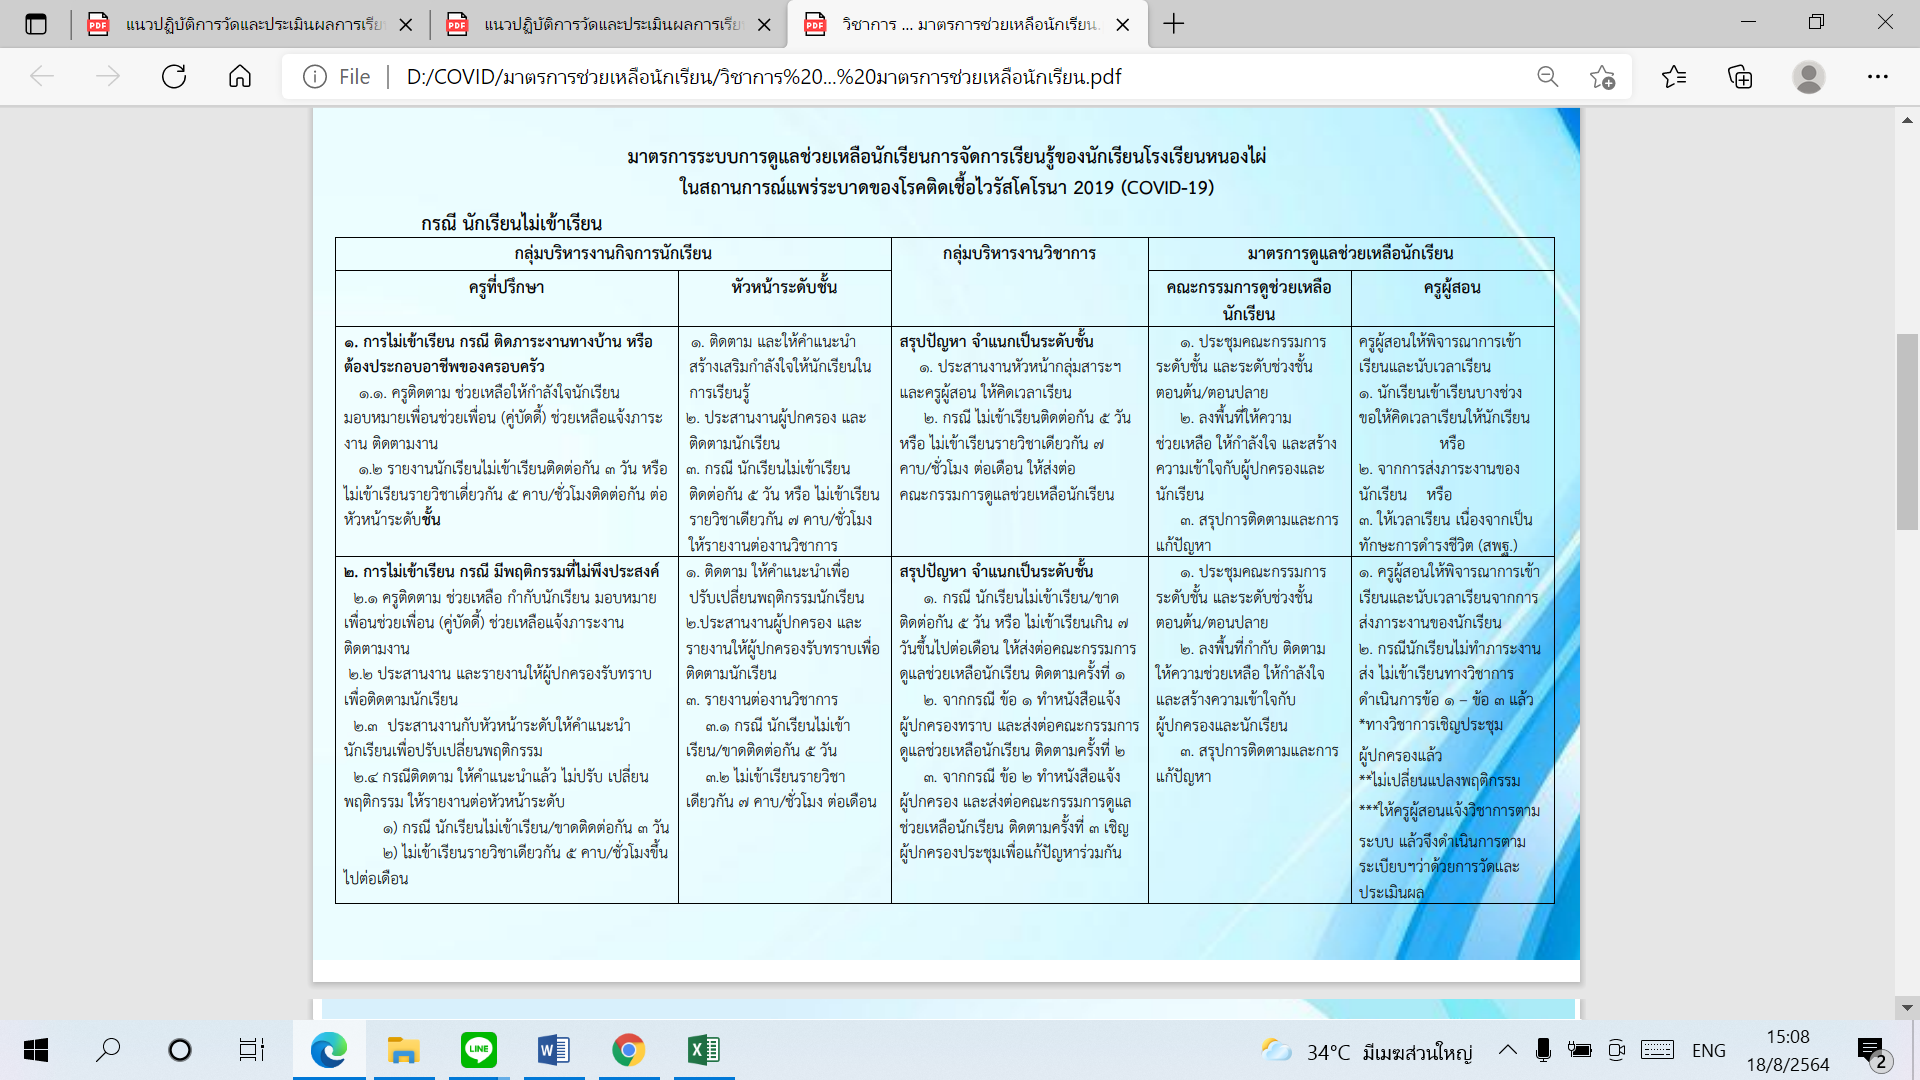 แนวปฏิบัติการวัดและประเมินผลการเรีย
แนวปฏิบัติการวัดและประเมินผลการเรีย
วิชาการ ... มาตรการช่วยเหลือนักเรียน.
File
D:/COVID/มาตรการช่วยเหลือนักเรียน/วิชาการ%20...%20มาตรการช่วยเหลือนักเรียน.pdf
มาตรการระบบการดูแลช่วยเหลือนักเรียนการจัดการเรียนรู้ของนักเรียนโรงเรียนหนองไผ่
ในสถานการณ์แพร่ระบาดของโรคติดเชื้อไวรัสโคโรนา 2019 (COVID-19)
กรณี นักเรียนไม่เข้าเรียน
กลุ่มบริหารงานกิจการนักเรียน
กลุ่มบริหารงานวิชาการ
มาตรการดูแลช่วยเหลือนักเรียน
ครูที่ปรึกษา
หัวหน้าระดับชั้น
คณะกรรมการดูช่วยเหลือ
นักเรียน
ครูผู้สอน
๑. การไม่เข้าเรียน กรณี ติดภาระงานทางบ้าน หรือ
ต้องประกอบอาชีพของครอบครัว
๑.๑. ครูติดตาม ช่วยเหลือให้กำลังใจนักเรียน
มอบหมายเพื่อนช่วยเพื่อน (คู่บัดดี้) ช่วยเหลือแจ้งภาระ
งาน ติดตามงาน
๑.๒ รายงานนักเรียนไม่เข้าเรียนติดต่อกัน ๓ วัน หรือ
ไม่เข้าเรียนรายวิชาเดี่ยวกัน ๕ คาบ/ชั่วโมงติดต่อกัน ต่อ
หัวหน้าระดับชั้น
๑. ติดตาม และให้คำแนะนำ
สร้างเสริมกำลังใจให้นักเรียนใน
การเรียนรู้
๒. ประสานงานผู้ปกครอง และ
ติดตามนักเรียน
๓. กรณี นักเรียนไม่เข้าเรียน
ติดต่อกัน ๕ วัน หรือ ไม่เข้าเรียน
รายวิชาเดียวกัน ๗ คาบ/ชั่วโมง
ให้รายงานต่องานวิชาการ
สรุปปัญหา จำแนกเป็นระดับชั้น
๑. ประสานงานหัวหน้ากลุ่มสาระฯ
และครูผู้สอน ให้คิดเวลาเรียน
๒. กรณี ไม่เข้าเรียนติดต่อกัน ๕ วัน
หรือ ไม่เข้าเรียนรายวิชาเดียวกัน ๗
คาบ/ชั่วโมง ต่อเดือน ให้ส่งต่อ
คณะกรรมการดูแลช่วยเหลือนักเรียน
๑. ประชุมคณะกรรมการ
ระดับชั้น และระดับช่วงชั้น
ตอนต้น/ตอนปลาย
๒. ลงพื้นที่ให้ความ
ช่วยเหลือ ให้กำลังใจ และสร้าง
ความเข้าใจกับผู้ปกครองและ
นักเรียน
๓. สรุปการติดตามและการ
แก้ปัญหา
ครูผู้สอนให้พิจารณาการเข้า
เรียนและนับเวลาเรียน
๑. นักเรียนเข้าเรียนบางช่วง
ขอให้คิดเวลาเรียนให้นักเรียน
หรือ
๒. จากการส่งภาระงานของ
นักเรียน หรือ
๓. ให้เวลาเรียน เนื่องจากเป็น
ทักษะการดำรงชีวิต (สพฐ.)
๒. การไม่เข้าเรียน กรณี มีพฤติกรรมที่ไม่พึงประสงค์
๒.๑ ครูติดตาม ช่วยเหลือ กำกับนักเรียน มอบหมาย
เพื่อนช่วยเพื่อน (คู่บัดดี้) ช่วยเหลือแจ้งภาระงาน
ติดตามงาน
๒.๒ ประสานงาน และรายงานให้ผู้ปกครองรับทราบ
เพื่อติดตามนักเรียน
๒.๓ ประสานงานกับหัวหน้าระดับให้คำแนะนำ
นักเรียนเพื่อปรับเปลี่ยนพฤติกรรม
๒.๔ กรณีติดตาม ให้คำแนะนำแล้ว ไม่ปรับ เปลี่ยน
พฤติกรรม ให้รายงานต่อหัวหน้าระดับ
๑) กรณี นักเรียนไม่เข้าเรียน/ขาดติดต่อกัน ๓ วัน
๒) ไม่เข้าเรียนรายวิชาเดียวกัน ๕ คาบ/ชั่วโมงขึ้น
ไปต่อเดือน
๑. ติดตาม ให้คำแนะนำเพื่อ
ปรับเปลี่ยนพฤติกรรมนักเรียน
๒.ประสานงานผู้ปกครอง และ
รายงานให้ผู้ปกครองรับทราบเพื่อ
ติดตามนักเรียน
๓. รายงานต่องานวิชาการ
๓.๑ กรณี นักเรียนไม่เข้า
เรียน/ขาดติดต่อกัน ๕ วัน
๓.๒ ไม่เข้าเรียนรายวิชา
เดียวกัน ๗ คาบ/ชั่วโมง ต่อเดือน
สรุปปัญหา จำแนกเป็นระดับชั้น
๑. กรณี นักเรียนไม่เข้าเรียน/ขาด
ติดต่อกัน ๕ วัน หรือ ไม่เข้าเรียนเกิน ๗
วันขึ้นไปต่อเดือน ให้ส่งต่อคณะกรรมการ
ดูแลช่วยเหลือนักเรียน ติดตามครั้งที่ ๑
๒. จากกรณี ข้อ ๑ ทำหนังสือแจ้ง
ผู้ปกครองทราบ และส่งต่อคณะกรรมการ
ดูแลช่วยเหลือนักเรียน ติดตามครั้งที่ ๒
๓. จากกรณี ข้อ ๒ ทำหนังสือแจ้ง
ผู้ปกครอง และส่งต่อคณะกรรมการดูแล
ช่วยเหลือนักเรียน ติดตามครั้งที่ ๓ เชิญ
ผู้ปกครองประชุมเพื่อแก้ปัญหาร่วมกัน
๑. ประชุมคณะกรรมการ
ระดับชั้น และระดับช่วงชั้น
ตอนต้น/ตอนปลาย
๒. ลงพื้นที่กำกับ ติดตาม
ให้ความช่วยเหลือ ให้กำลังใจ
และสร้างความเข้าใจกับ
ผู้ปกครองและนักเรียน
๓. สรุปการติดตามและการ
แก้ปัญหา
๑. ครูผู้สอนให้พิจารณาการเข้า
เรียนและนับเวลาเรียนจากการ
ส่งภาระงานของนักเรียน
๒. กรณีนักเรียนไม่ทำภาระงาน
ส่ง ไม่เข้าเรียนทางวิชาการ
ดำเนินการข้อ ๑ – ข้อ ๓ แล้ว
*ทางวิชาการเชิญประชุม
ผู้ปกครองแล้ว
**ไม่เปลี่ยนแปลงพฤติกรรม
***ให้ครูผู้สอนแจ้งวิชาการตาม
ระบบ แล้วจึงดำเนินการตาม
ระเบียบฯว่าด้วยการวัดและ
ประเมินผล
34°C มีเมฆส่วนใหญ่
ENG
15:08
18/8/2564
2